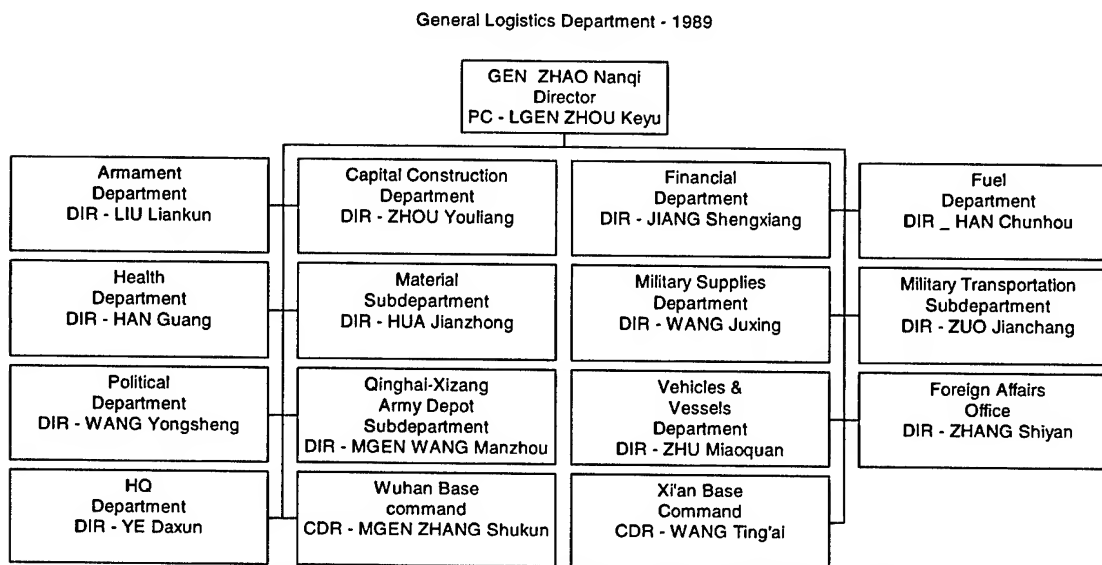 General Logistics Department - 1989
GEN ZHAO Nanqi
Director
PC - LGEN ZHOU Keyu
Armament
Department
DIR - LIU Liankun
Capital Construction
Department
DIR - ZHOU Youliang
Financial
Department
DIR - JIANG Shengxiang
Fuel
Department
DIR _ HAN Chunhou
Health
Department
DIR - HAN Guang
Material
Subdepartment
DIR - HUA Jianzhong
Military Supplies
Department
DIR - WANG Juxing
Military Transportation
Subdepartment
DIR - ZUO Jianchang
Political
Department
DIR - WANG Yongsheng
Qinghai-Xizang
Army Depot
Subdepartment
DIR - MGEN WANG Manzhou
Vehicles &
Vessels
Department
DIR - ZHU Miaoquan
Foreign Affairs
Office
DIR - ZHANG Shiyan
HQ
Department
DIR - YE Daxun
Wuhan Base
command
CDR - MGEN ZHANG Shukun
Xi'an Base
Command
CDR - WANG Ting'ai